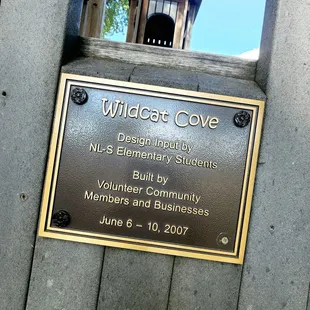 Wildcat Cove
Design Input by
NL-S Elementary Students
Built by
Volunteer Community
Members and Businesses
June 6 – 10, 2007